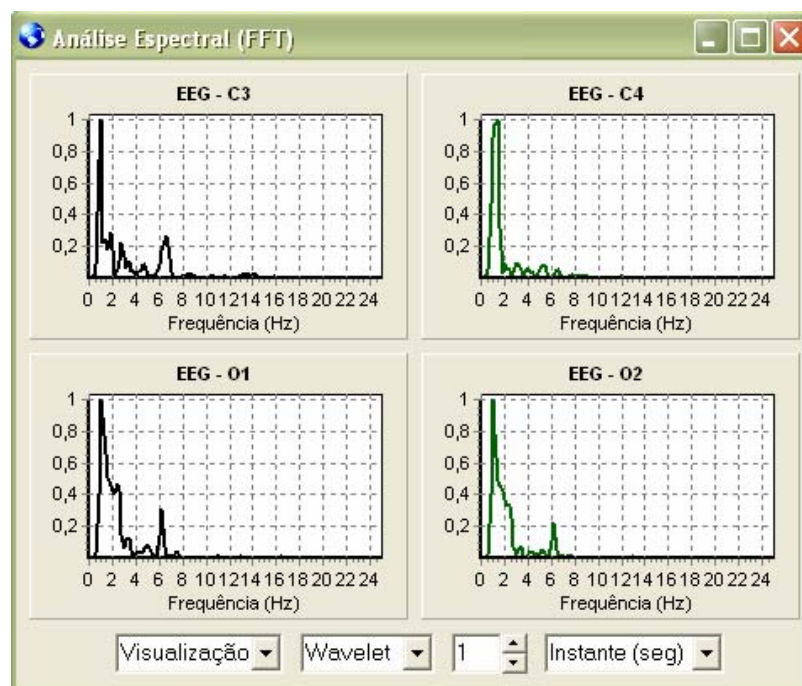 Análise Espectral (FFT)
EEG - C3
1
0,8
0,6
0,4
0,2
0 2 4 6 8 10 12 14 16 18 20 22 24
Frequência (Hz)
EEG - C4
1
0,8
0,6
0,4
0,2
0 2 4 6 8 10 12 14 16 18 20 22 24
Frequência (Hz)
EEG - O1
1
0,8
0,6
0,4
0,2
0 2 4 6 8 10 12 14 16 18 20 22 24
Frequência (Hz)
EEG - O2
1
0,8
0,6
0,4
0,2
0 2 4 6 8 10 12 14 16 18 20 22 24
Frequência (Hz)
Visualização Wavelet 1 Instante (seg)